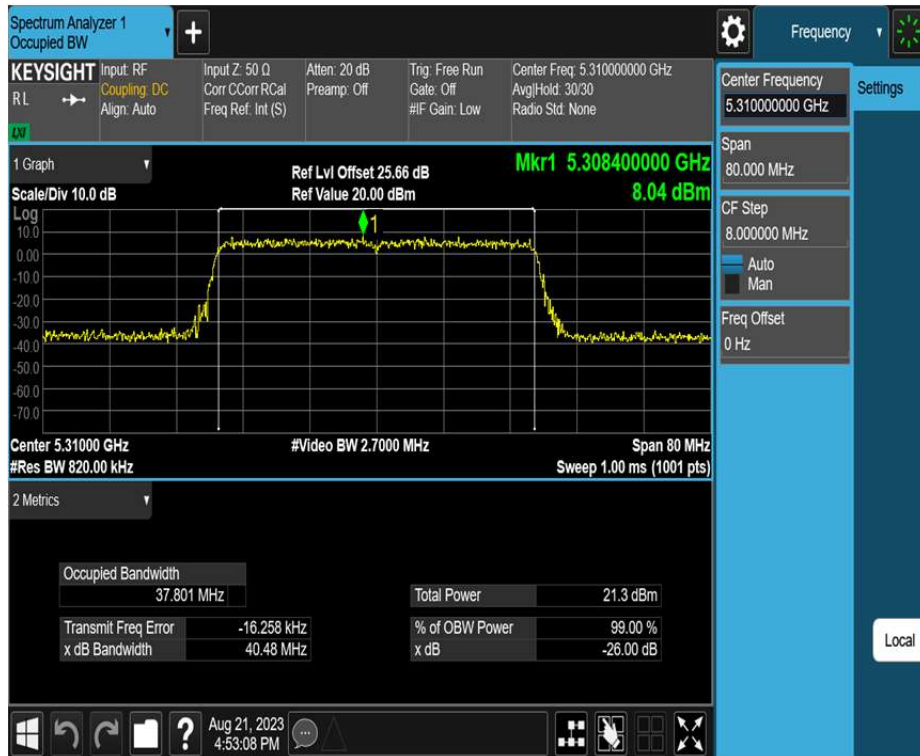 Spectrum Analyzer 1
Occupied BW
+
Frequency
KEYSIGHT
R L
LXI
Input: RF
Coupling: DC
Align: Auto
Input Z: 50 Ω
Corr CCorr RCal
Freq Ref: Int (S)
Atten: 20 dB
Preamp: Off
Trig: Free Run
Gate: Off
#IF Gain: Low
Center Freq: 5.310000000 GHz
Avg|Hold: 30/30
Radio Std: None
Center Frequency
5.310000000 GHz
Settings
Span
80.000 MHz
CF Step
8.000000 MHz
Auto
Man
Freq Offset
0 Hz
1 Graph
Scale/Div 10.0 dB
Ref Lvl Offset 25.66 dB
Ref Value 20.00 dBm
Mkr1 5.308400000 GHz
8.04 dBm
Log
10.0
0.00
-10.0
-20.0
-30.0
-40.0
-50.0
-60.0
-70.0
1
Center 5.31000 GHz
#Video BW 2.7000 MHz
Span 80 MHz
#Res BW 820.00 kHz
Sweep 1.00 ms (1001 pts)
2 Metrics
Occupied Bandwidth
37.801 MHz
Total Power 21.3 dBm
Transmit Freq Error -16.258 kHz
% of OBW Power 99.00 %
x dB Bandwidth 40.48 MHz
x dB -26.00 dB
Local
?
Aug 21, 2023
4:53:08 PM